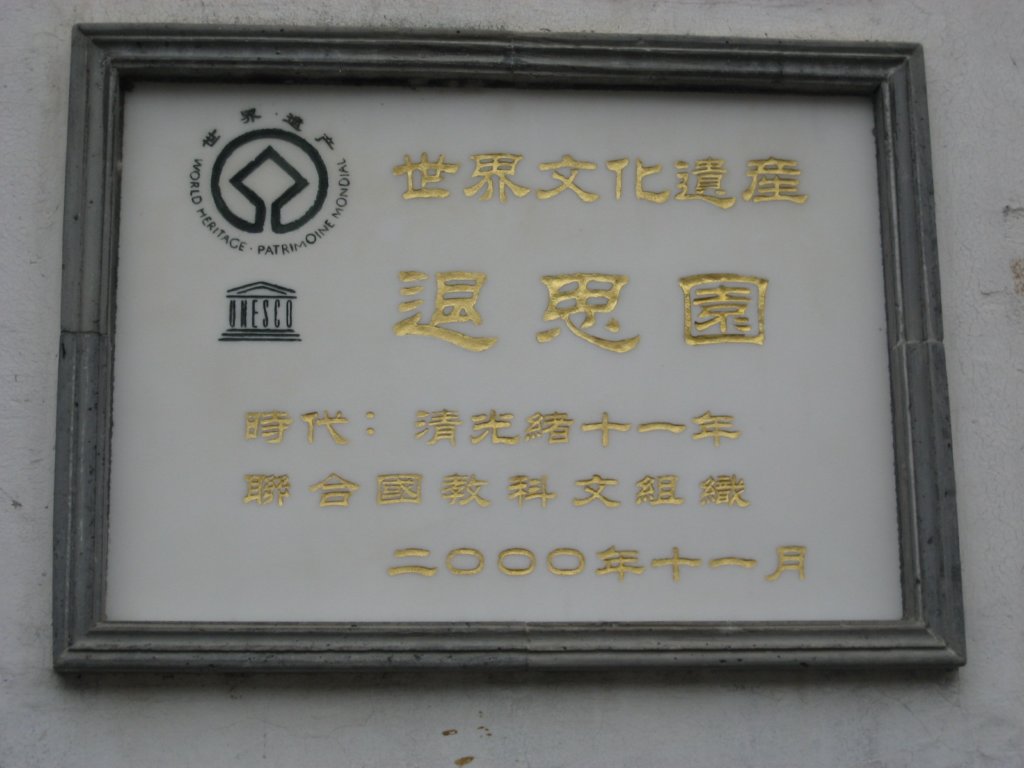 世界·遗产
WORLD HERITAGE · PATRIMOINE MONDIAL
UNESCO
世界文化遺産
退思園
時代：清光緒十一年
聯合國教科文組織
二〇〇〇年十一月